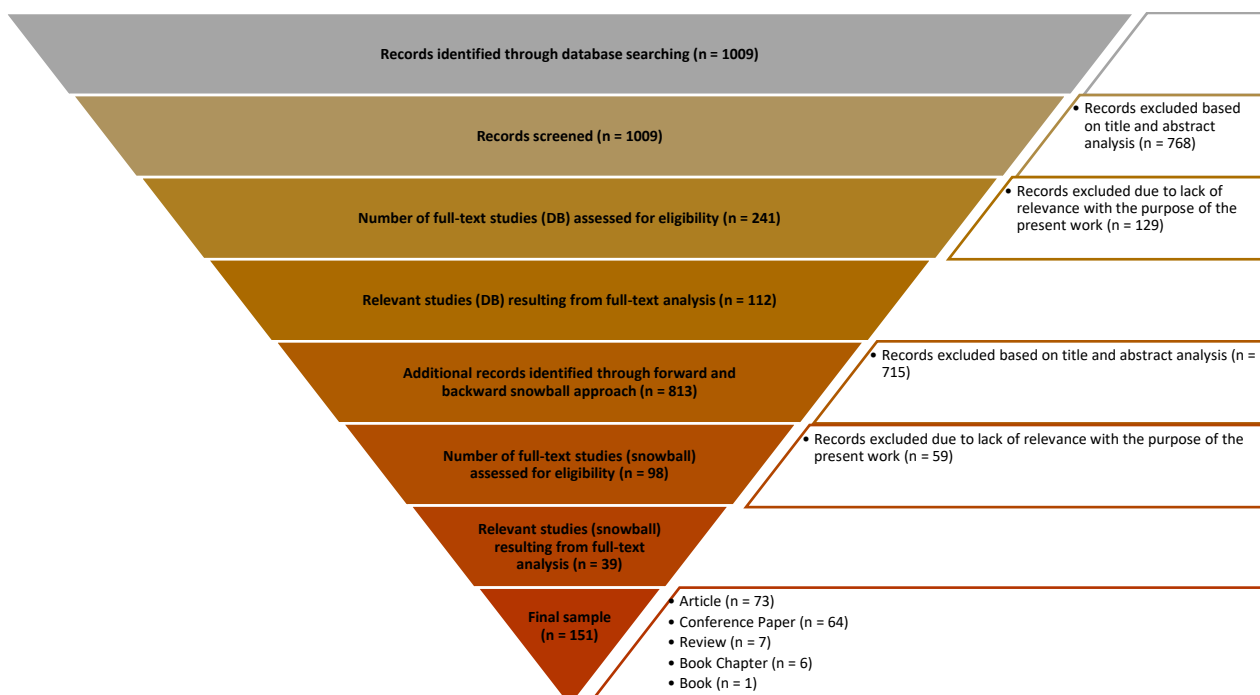 Records identified through database searching (n = 1009)
Records screened (n = 1009)
• Records excluded based
on title and abstract
analysis (n = 768)
Number of full-text studies (DB) assessed for eligibility (n = 241)
• Records excluded due to lack of
relevance with the purpose of the
present work (n = 129)
Relevant studies (DB) resulting from full-text analysis (n = 112)
Additional records identified through forward and
backward snowball approach (n = 813)
• Records excluded based on title and abstract analysis (n =
715)
Number of full-text studies (snowball)
assessed for eligibility (n = 98)
• Records excluded due to lack of relevance with the purpose of the
present work (n = 59)
Relevant studies (snowball)
resulting from full-text
analysis (n = 39)
Final sample
(n = 151)
• Article (n = 73)
• Conference Paper (n = 64)
• Review (n = 7)
• Book Chapter (n = 6)
• Book (n = 1)